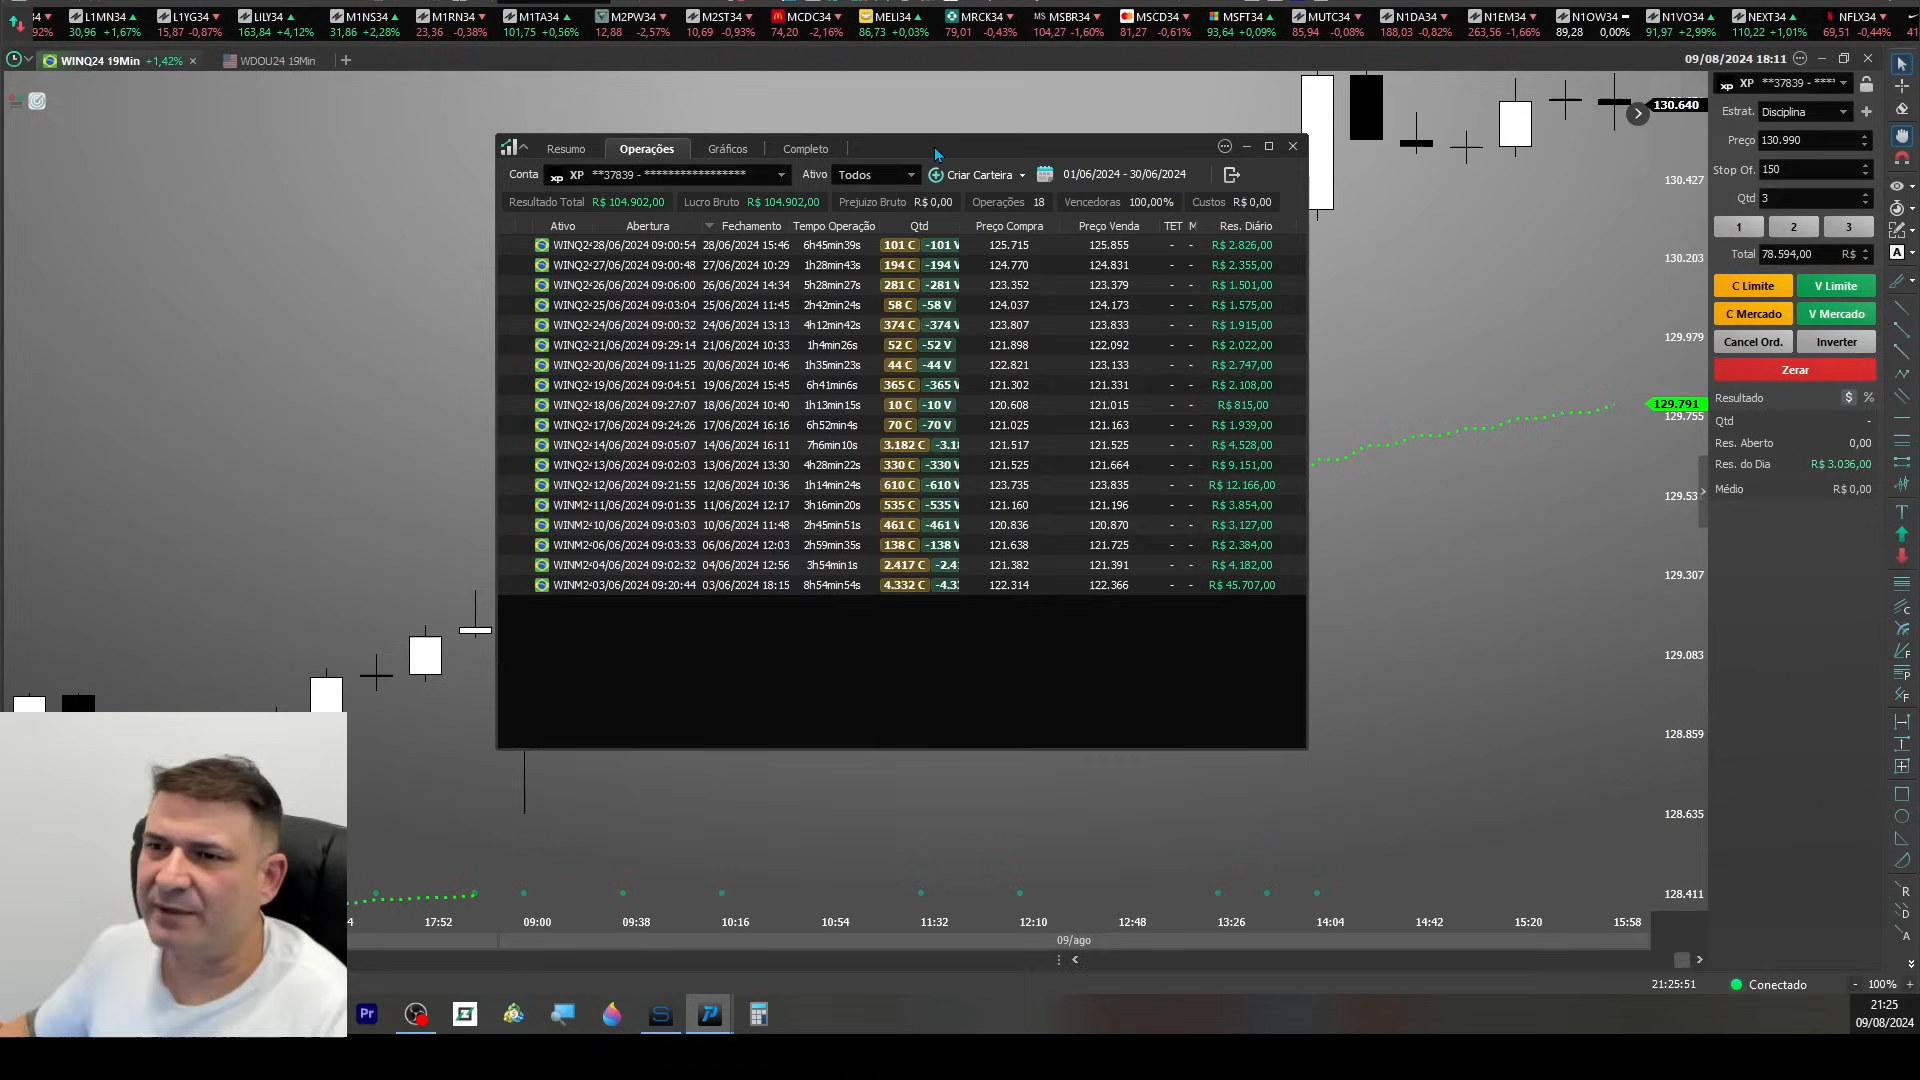 L1MN34 L1YG34 LILY34 M1NS34 M1RN34 M1TA34 M2PW34 M2ST34 MCDC34 MELI34 MRCK34 MSBR34 MSCD34 MSFT34 MUTC34 N1DA34 N1EM34 N1OW34 N1VO34 NEXT34 NFLX34
92% 30,96 +1,67% 15,87 -0,87% 163,84 +4,12% 31,86 +2,28% 23,36 -0,38% 101,75 +0,56% 12,88 -2,57% 10,69 -0,93% 74,20 -2,16% 86,73 +0,03% 79,01 -0,43% 104,27 -1,60% 81,27 -0,61% 93,64 +0,09% 85,94 -0,08% 188,03 -0,82% 263,56 -1,66% 89,28 0,00% 91,97 +2,99% 110,22 +1,01% 69,51 -0,44% 41
WINQ24 19Min +1,42% WDOU24 19Min 09/08/2024 18:11
XP **37839 - ****
Estrat. Disciplina
Preço 130.990
Stop Of. 150
Qtd 3
1 2 3
Total 78.594,00 R$
C Limite V Limite
C Mercado V Mercado
Cancel Ord. Inverter
Zerar
Resultado $ %
Qtd -
Res. Aberto 0,00
Res. do Dia R$ 3.036,00
Médio R$ 0,00
Resumo Operações Gráficos Completo
Conta xp XP **37839 - ****************** Ativo Todos Criar Carteira 01/06/2024 - 30/06/2024
Resultado Total R$ 104.902,00 Lucro Bruto R$ 104.902,00 Prejuizo Bruto R$ 0,00 Operações 18 Vencedoras 100,00% Custos R$ 0,00
Ativo Abertura Fechamento Tempo Operação Qtd Preço Compra Preço Venda TET M Res. Diário
WINQ2 28/06/2024 09:00:54 28/06/2024 15:46 6h45min39s 101 C -101 V 125.715 125.855 - - R$ 2.826,00
WINQ2 27/06/2024 09:00:48 27/06/2024 10:29 1h28min43s 194 C -194 V 124.770 124.831 - - R$ 2.355,00
WINQ2 26/06/2024 09:06:00 26/06/2024 14:34 5h28min27s 281 C -281 V 123.352 123.379 - - R$ 1.501,00
WINQ2 25/06/2024 09:03:04 25/06/2024 11:45 2h42min24s 58 C -58 V 124.037 124.173 - - R$ 1.575,00
WINQ2 24/06/2024 09:00:32 24/06/2024 13:13 4h12min42s 374 C -374 V 123.807 123.833 - - R$ 1.915,00
WINQ2 21/06/2024 09:29:14 21/06/2024 10:33 1h4min26s 52 C -52 V 121.898 122.092 - - R$ 2.022,00
WINQ2 20/06/2024 09:11:25 20/06/2024 10:46 1h35min23s 44 C -44 V 122.821 123.133 - - R$ 2.747,00
WINQ2 19/06/2024 09:04:51 19/06/2024 15:45 6h41min6s 365 C -365 V 121.302 121.331 - - R$ 2.108,00
WINQ2 18/06/2024 09:27:07 18/06/2024 10:40 1h13min15s 10 C -10 V 120.608 121.015 - - R$ 815,00
WINQ2 17/06/2024 09:24:26 17/06/2024 16:16 6h52min4s 70 C -70 V 121.025 121.163 - - R$ 1.939,00
WINQ2 14/06/2024 09:05:07 14/06/2024 16:11 7h6min10s 3.182 C -3.18 121.517 121.525 - - R$ 4.528,00
WINQ2 13/06/2024 09:02:03 13/06/2024 13:30 4h28min22s 330 C -330 V 121.525 121.664 - - R$ 9.151,00
WINQ2 12/06/2024 09:21:55 12/06/2024 10:36 1h14min24s 610 C -610 V 123.735 123.835 - - R$ 12.166,00
WINM2 11/06/2024 09:01:35 11/06/2024 12:17 3h16min20s 535 C -535 V 121.160 121.196 - - R$ 3.854,00
WINM2 10/06/2024 09:03:03 10/06/2024 11:48 2h45min51s 461 C -461 V 120.836 120.870 - - R$ 3.127,00
WINM2 06/06/2024 09:03:33 06/06/2024 12:03 2h59min35s 138 C -138 V 121.638 121.725 - - R$ 2.384,00
WINM2 04/06/2024 09:02:32 04/06/2024 12:56 3h54min1s 2.417 C -2.4 121.382 121.391 - - R$ 4.182,00
WINM2 03/06/2024 09:20:44 03/06/2024 18:15 8h54min54s 4.332 C -4.3 122.314 122.366 - - R$ 45.707,00
130.640
130.427
130.203
129.979
129.791
129.755
129.53
129.307
129.083
128.859
128.635
128.411
4 17:52 09:00 09:38 10:16 10:54 11:32 12:10 12:48 13:26 14:04 14:42 15:20 15:58
09/ago
21:25:51 Conectado - 100% +
Pr
21:25
09/08/2024